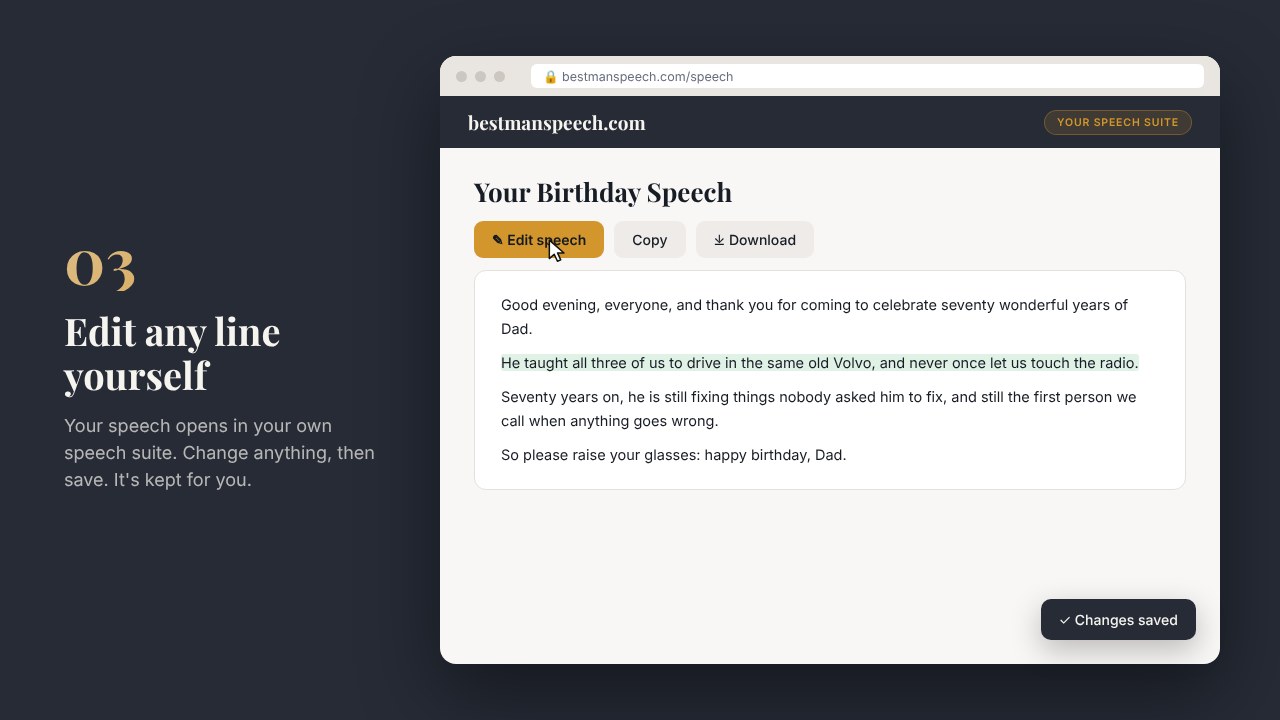 03
Edit any line
yourself
Your speech opens in your own
speech suite. Change anything, then
save. It's kept for you.
🔒 bestmanspeech.com/speech
bestmanspeech.com
YOUR SPEECH SUITE
Your Birthday Speech
✎ Edit speech
Copy
Download
Good evening, everyone, and thank you for coming to celebrate seventy wonderful years of
Dad.
He taught all three of us to drive in the same old Volvo, and never once let us touch the radio.
Seventy years on, he is still fixing things nobody asked him to fix, and still the first person we
call when anything goes wrong.
So please raise your glasses: happy birthday, Dad.
✓ Changes saved